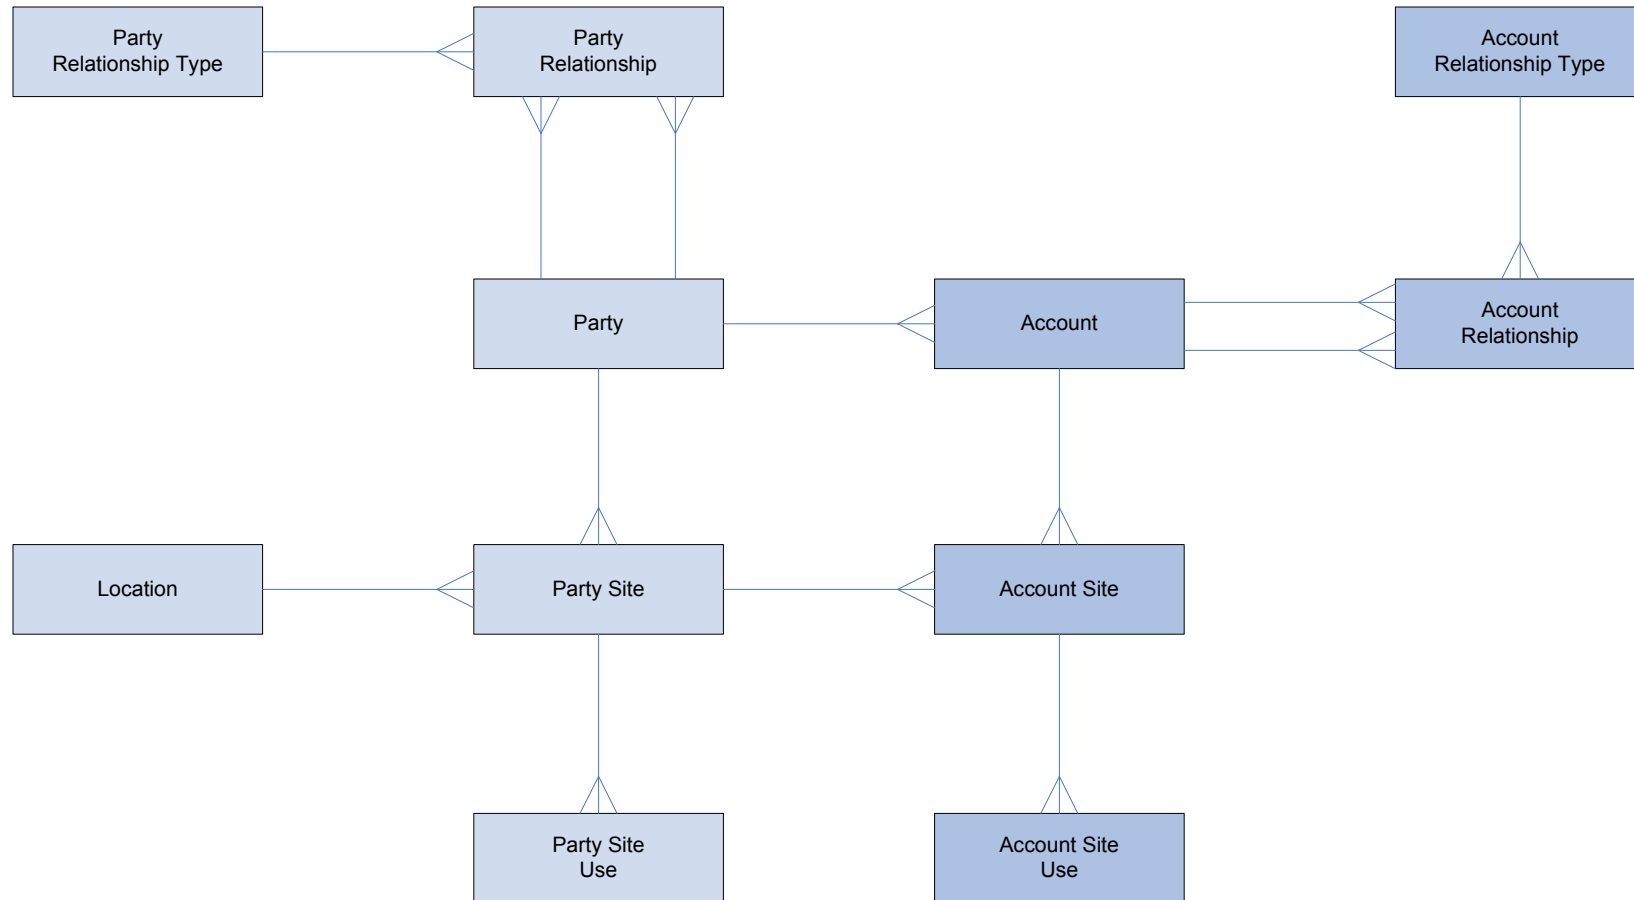 Party
Relationship Type
Party
Relationship
Account
Relationship Type
Party
Account
Account
Relationship
Location
Party Site
Account Site
Party Site
Use
Account Site
Use